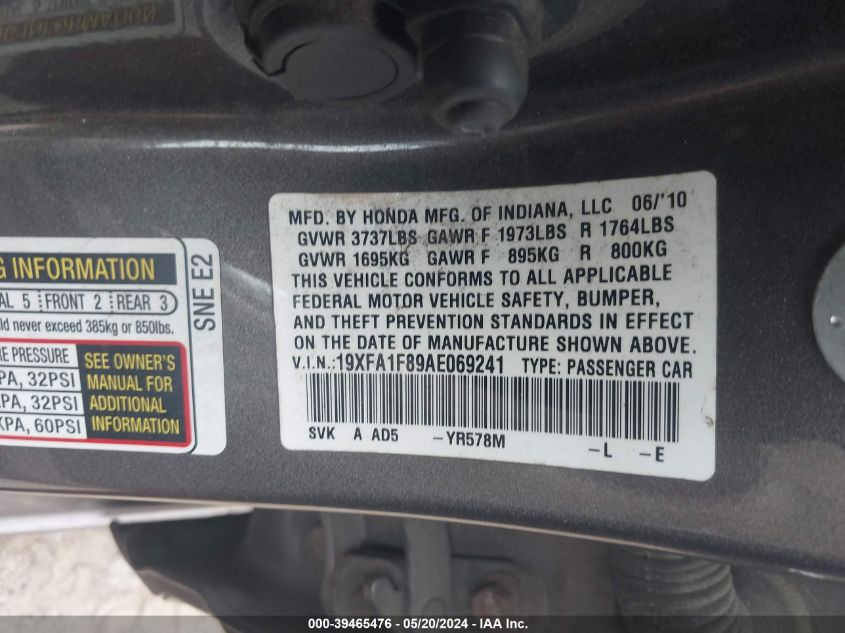 MFD. BY HONDA MFG. OF INDIANA, LLC 06/'10
GVWR 3737LBS GAWR F 1973LBS R 1764LBS
GVWR 1695KG GAWR F 895KG R 800KG
THIS VEHICLE CONFORMS TO ALL APPLICABLE
FEDERAL MOTOR VEHICLE SAFETY, BUMPER,
AND THEFT PREVENTION STANDARDS IN EFFECT
ON THE DATE OF MANUFACTURE SHOWN ABOVE.
V.I.N.:19XFA1F89AE069241 TYPE: PASSENGER CAR
SVK A AD5 -YR578M
-L -E
G INFORMATION
AL 5 FRONT 2 REAR 3
ld never exceed 385kg or 850lbs.
RE PRESSURE
PA, 32PSI
PA, 32PSI
KPA, 60PSI
SEE OWNER'S
MANUAL FOR
ADDITIONAL
INFORMATION
SNE E2
000-39465476 - 05/20/2024 - IAA Inc.